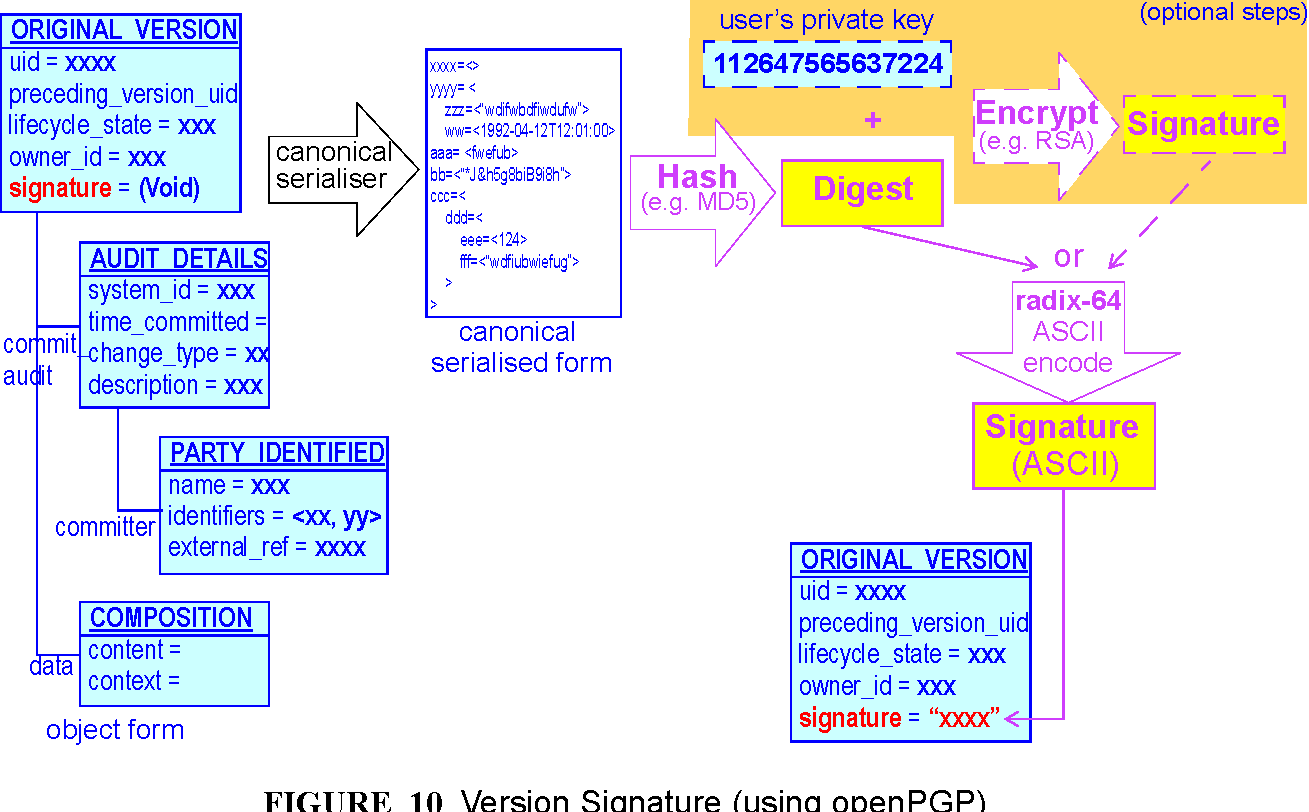 ORIGINAL_VERSION
uid = xxxx
preceding_version_uid
lifecycle_state = xxx
owner_id = xxx
signature = (Void)
commit_
audit
AUDIT_DETAILS
system_id = xxx
time_committed =
change_type = xx
description = xxx
committer
PARTY_IDENTIFIED
name = xxx
identifiers = <xx, yy>
external_ref = xxxx
data
COMPOSITION
content =
context =
object form
canonical
serialiser
xxxx=<>
yyyy= <
zzz=<"wdifwbdfiwdufw">
ww=<1992-04-12T12:01:00>
aaa= <fwefub>
bb=<"*J&h5g8biB9i8h">
ccc=<
ddd=<
eee=<124>
fff=<"wdfiubwiefug">
>
>
canonical
serialised form
Hash
(e.g. MD5)
user's private key
112647565637224
+
Digest
(optional steps)
Encrypt
(e.g. RSA)
Signature
or
radix-64
ASCII
encode
Signature
(ASCII)
ORIGINAL_VERSION
uid = xxxx
preceding_version_uid
lifecycle_state = xxx
owner_id = xxx
signature = “xxxx”
FIGURE 10 Version Signature (using openPGP)